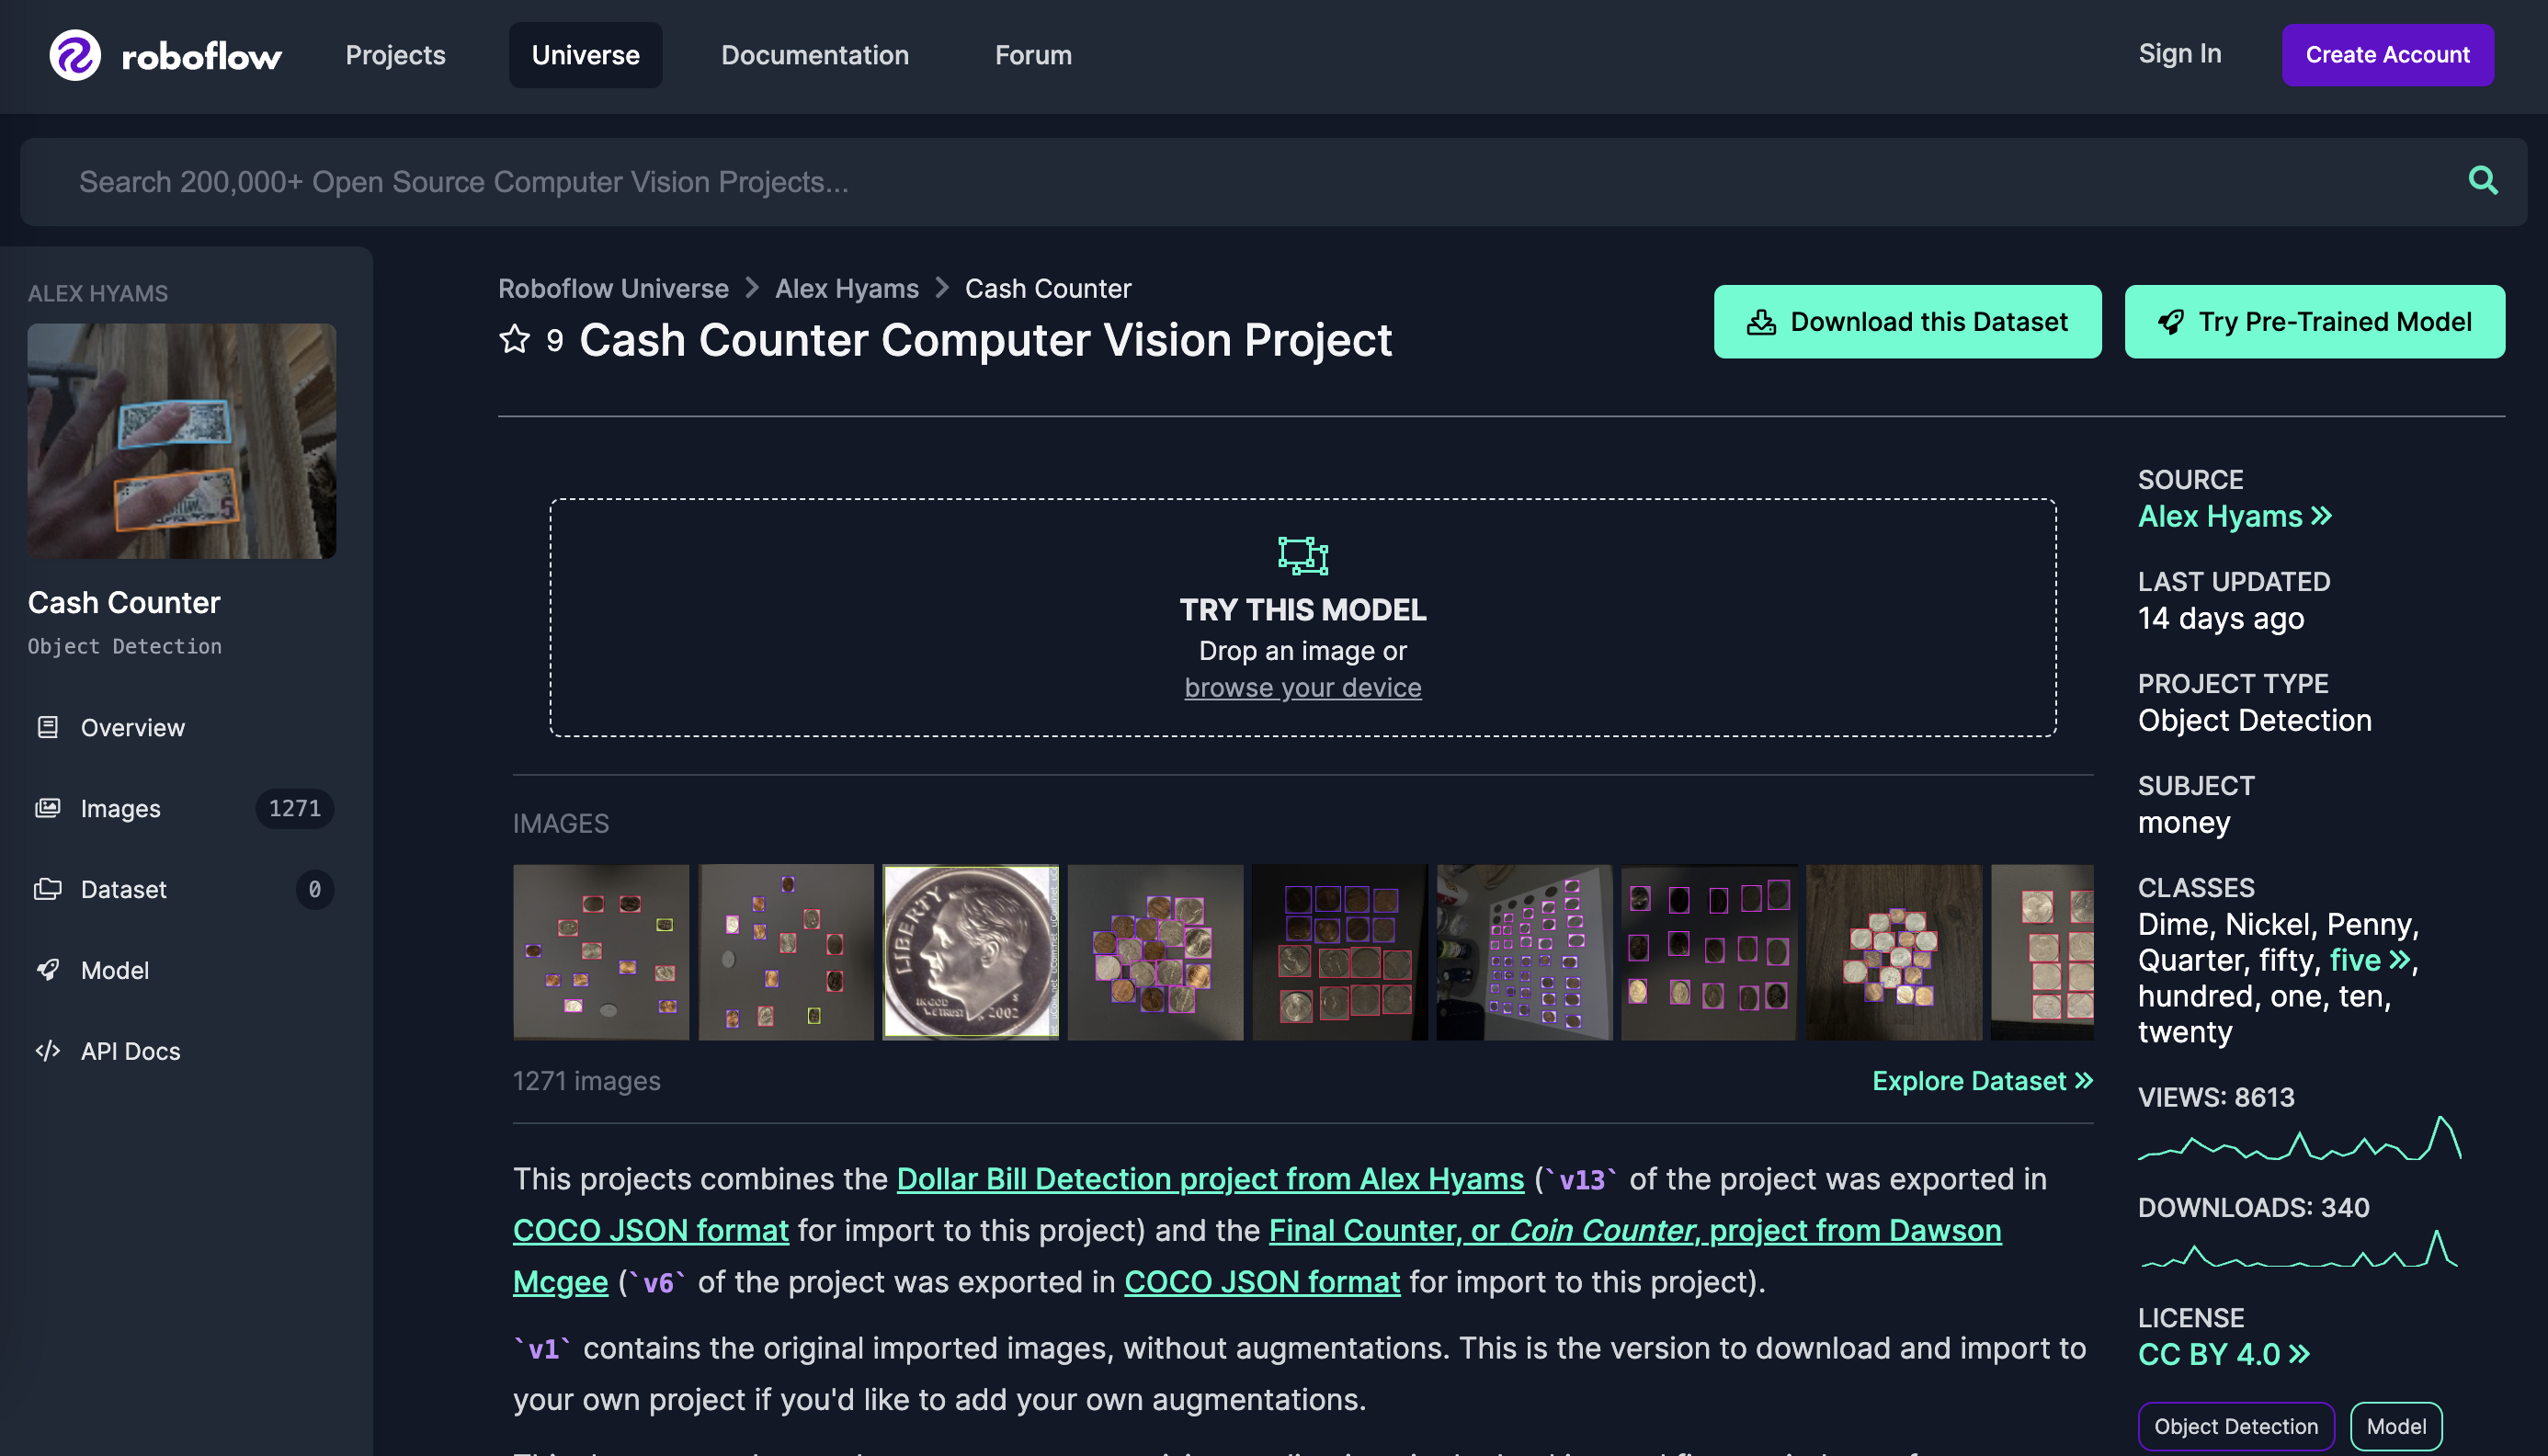 roboflow
Projects
Universe
Documentation
Forum
Sign In
Create Account
Search 200,000+ Open Source Computer Vision Projects...
ALEX HYAMS
Cash Counter
Object Detection
Overview
Images 1271
Dataset 0
Model
API Docs
Roboflow Universe > Alex Hyams > Cash Counter
9 Cash Counter Computer Vision Project
Download this Dataset
Try Pre-Trained Model
TRY THIS MODEL
Drop an image or
browse your device
IMAGES
LIBERTY
IN GOD
WE TRUST
S
2002
1271 images
Explore Dataset »
This projects combines the Dollar Bill Detection project from Alex Hyams (`v13` of the project was exported in
COCO JSON format for import to this project) and the Final Counter, or Coin Counter, project from Dawson
Mcgee (`v6` of the project was exported in COCO JSON format for import to this project).
`v1` contains the original imported images, without augmentations. This is the version to download and import to
your own project if you'd like to add your own augmentations.
SOURCE
Alex Hyams »
LAST UPDATED
14 days ago
PROJECT TYPE
Object Detection
SUBJECT
money
CLASSES
Dime, Nickel, Penny,
Quarter, fifty, five »,
hundred, one, ten,
twenty
VIEWS: 8613
DOWNLOADS: 340
LICENSE
CC BY 4.0 »
Object Detection
Model